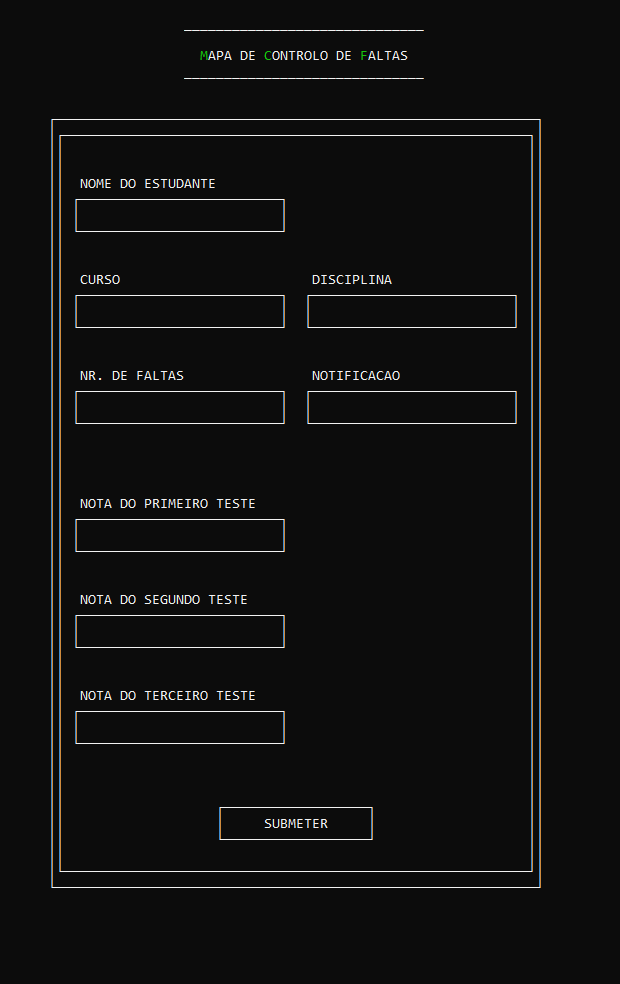 MAPA DE CONTROLO DE FALTAS
NOME DO ESTUDANTE
CURSO DISCIPLINA
NR. DE FALTAS NOTIFICACAO
NOTA DO PRIMEIRO TESTE
NOTA DO SEGUNDO TESTE
NOTA DO TERCEIRO TESTE
SUBMETER